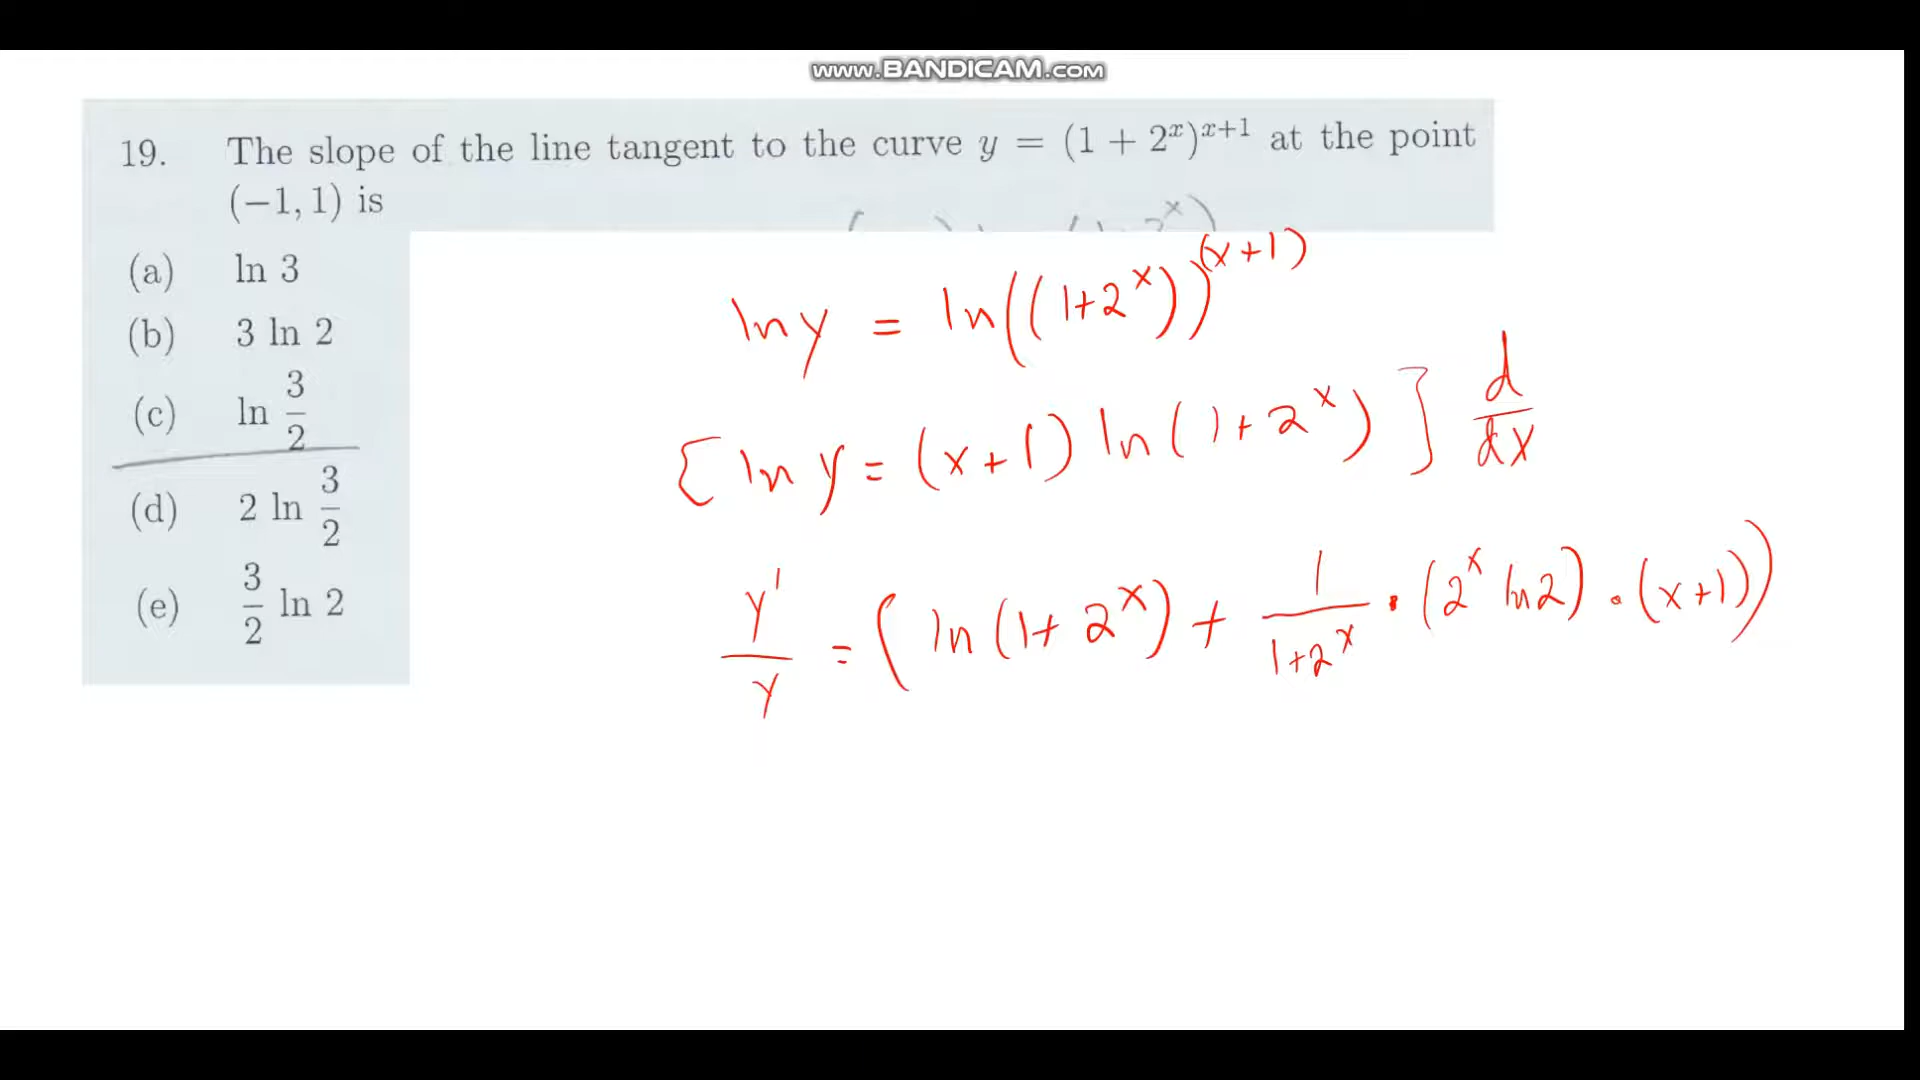 www.BANDICAM.com
19. The slope of the line tangent to the curve y = (1 + 2^x)^{x+1} at the point
(−1, 1) is
(a) ln 3
(b) 3 ln 2
(c) ln 3/2
(d) 2 ln 3/2
(e) 3/2 ln 2
ln y = ln((1+2^x))^(x+1)
[ln y = (x+1) ln(1+2^x)] d/dx
y'/y = (ln(1+2^x) + 1/(1+2^x) · (2^x ln 2) · (x+1))